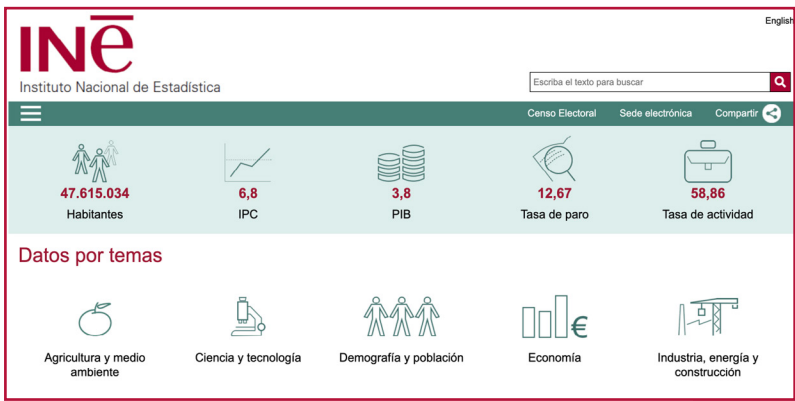 English
INē
Instituto Nacional de Estadística
Escriba el texto para buscar
Censo Electoral Sede electrónica Compartir
47.615.034 6,8 3,8 12,67 58,86
Habitantes IPC PIB Tasa de paro Tasa de actividad
Datos por temas
€
Agricultura y medio ambiente
Ciencia y tecnología
Demografía y población
Economía
Industria, energía y construcción